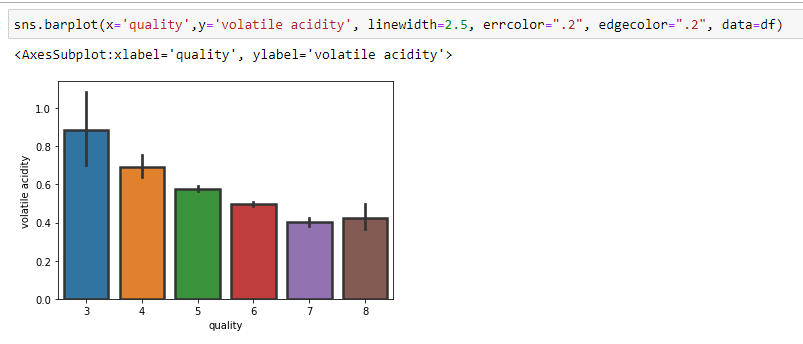 sns.barplot(x='quality',y='volatile acidity', linewidth=2.5, errcolor=".2", edgecolor=".2", data=df)
<AxesSubplot:xlabel='quality', ylabel='volatile acidity'>
1.0
0.8
0.6
0.4
0.2
0.0
volatile acidity
3 4 5 6 7 8
quality